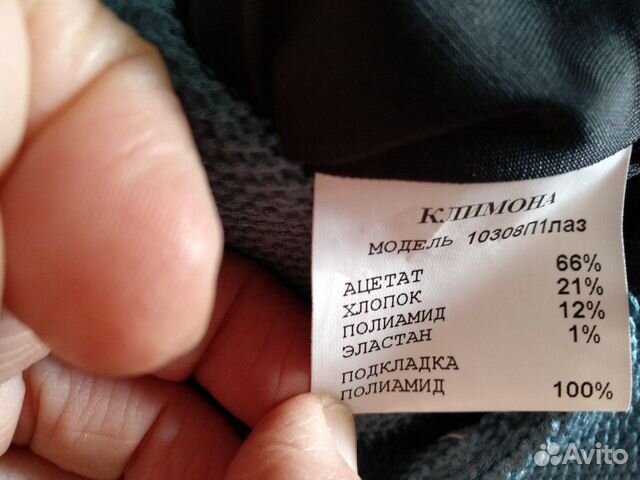 КЛИМОНА
МОДЕЛЬ 10308П1лаз
АЦЕТАТ 66%
ХЛОПОК 21%
ПОЛИАМИД 12%
ЭЛАСТАН 1%
ПОДКЛАДКА
ПОЛИАМИД 100%
Avito